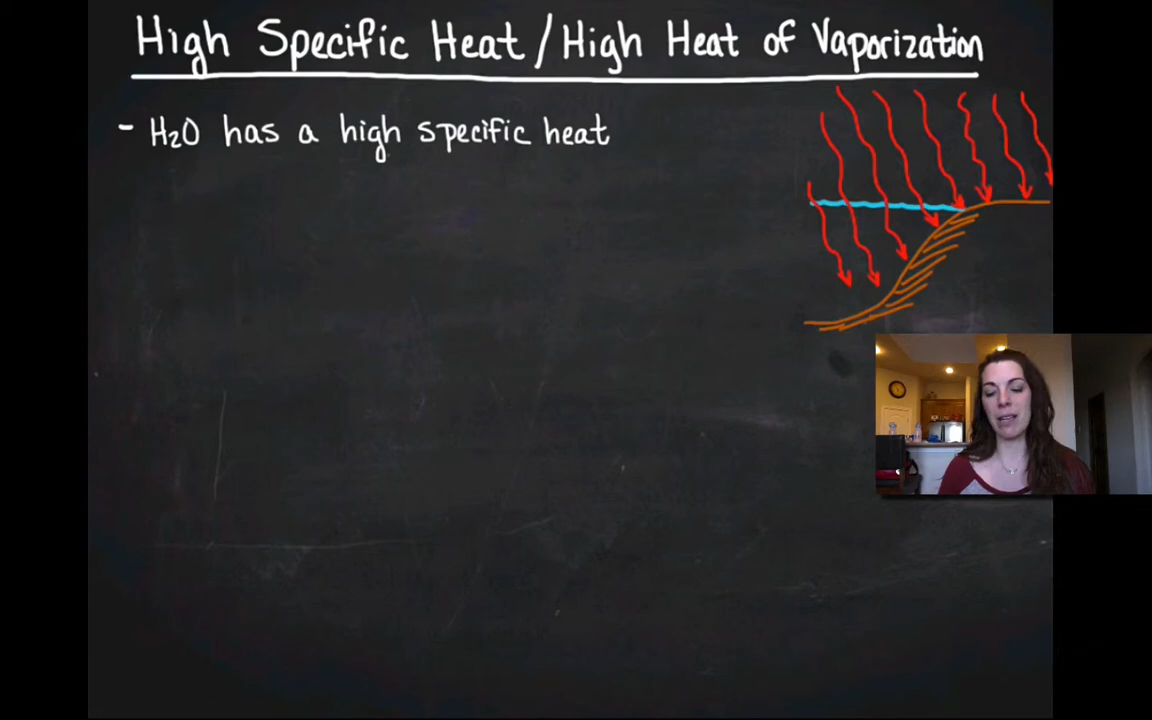 High Specific Heat / High Heat of Vaporization
- H₂O has a high specific heat